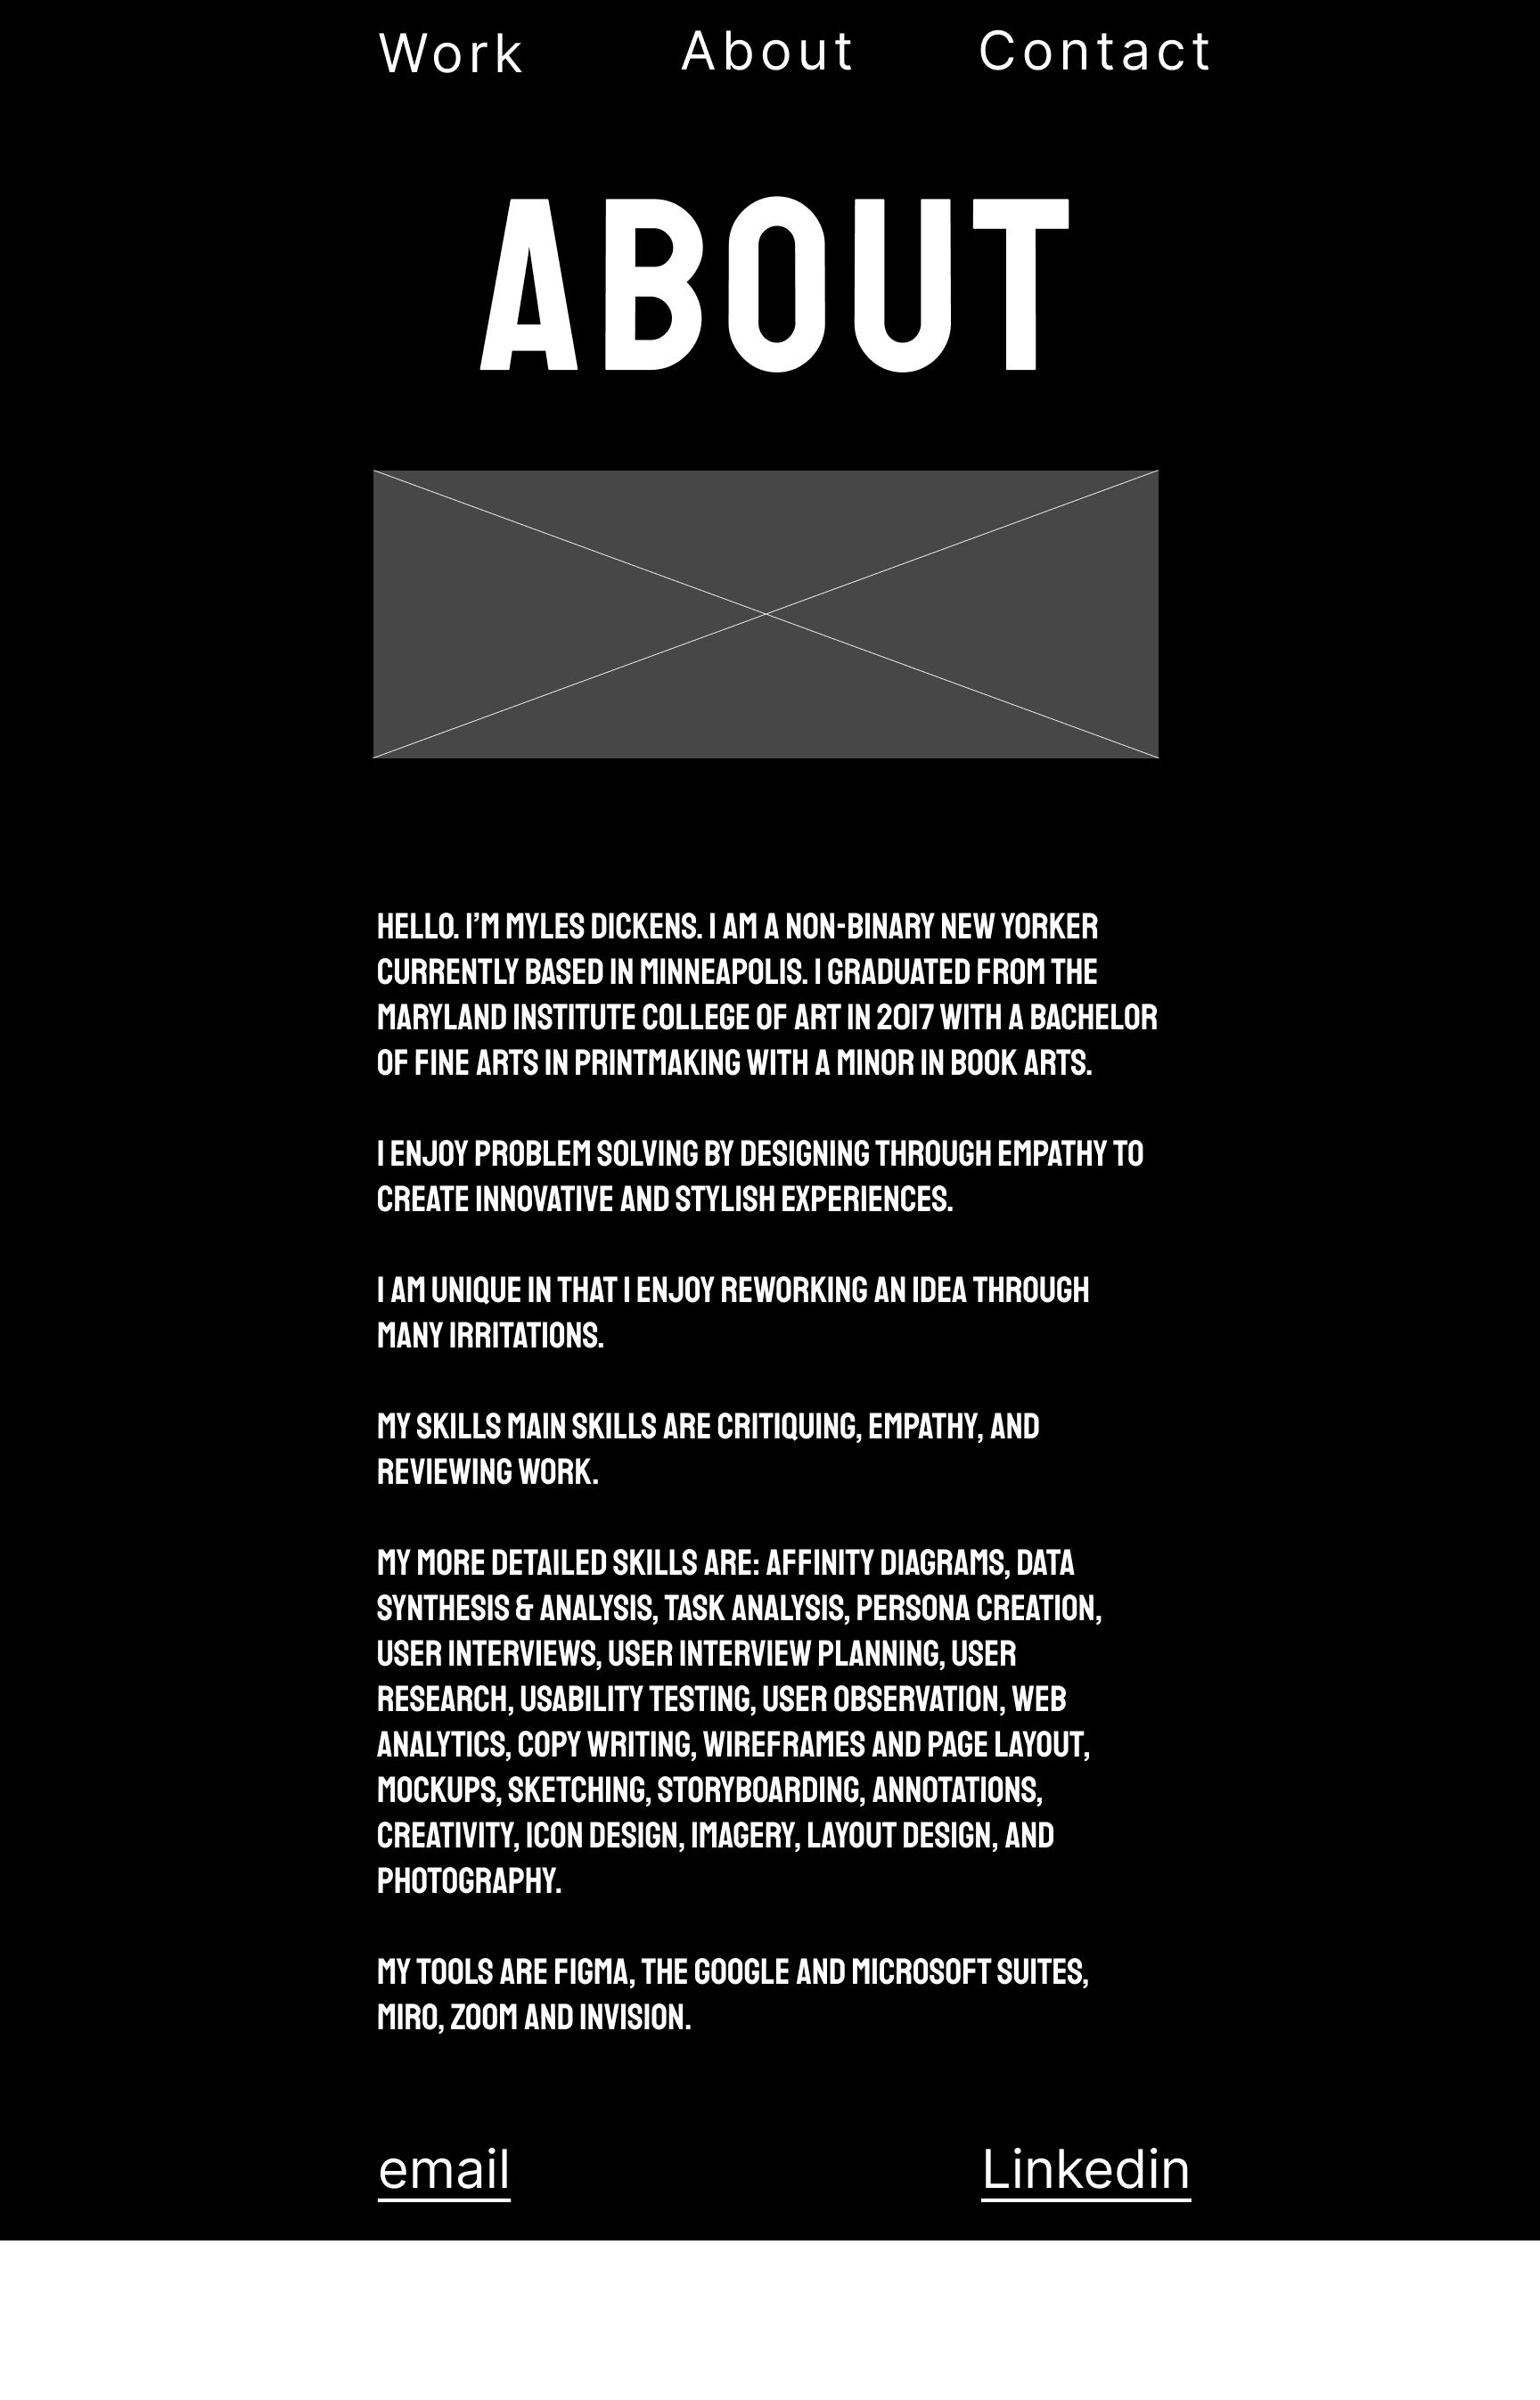 Work About Contact
ABOUT
HELLO. I'M MYLES DICKENS. I AM A NON-BINARY NEW YORKER
CURRENTLY BASED IN MINNEAPOLIS. I GRADUATED FROM THE
MARYLAND INSTITUTE COLLEGE OF ART IN 2017 WITH A BACHELOR
OF FINE ARTS IN PRINTMAKING WITH A MINOR IN BOOK ARTS.
I ENJOY PROBLEM SOLVING BY DESIGNING THROUGH EMPATHY TO
CREATE INNOVATIVE AND STYLISH EXPERIENCES.
I AM UNIQUE IN THAT I ENJOY REWORKING AN IDEA THROUGH
MANY IRRITATIONS.
MY SKILLS MAIN SKILLS ARE CRITIQUING, EMPATHY, AND
REVIEWING WORK.
MY MORE DETAILED SKILLS ARE: AFFINITY DIAGRAMS, DATA
SYNTHESIS & ANALYSIS, TASK ANALYSIS, PERSONA CREATION,
USER INTERVIEWS, USER INTERVIEW PLANNING, USER
RESEARCH, USABILITY TESTING, USER OBSERVATION, WEB
ANALYTICS, COPY WRITING, WIREFRAMES AND PAGE LAYOUT,
MOCKUPS, SKETCHING, STORYBOARDING, ANNOTATIONS,
CREATIVITY, ICON DESIGN, IMAGERY, LAYOUT DESIGN, AND
PHOTOGRAPHY.
MY TOOLS ARE FIGMA, THE GOOGLE AND MICROSOFT SUITES,
MIRO, ZOOM AND INVISION.
email Linkedin